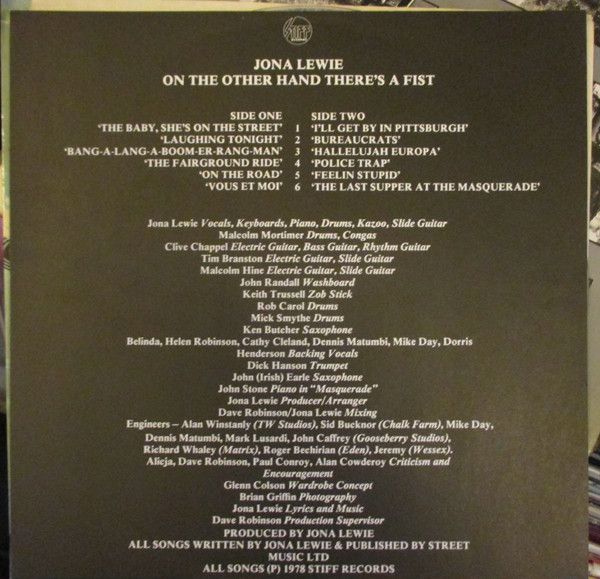 STIFF
JONA LEWIE
ON THE OTHER HAND THERE'S A FIST
SIDE ONE SIDE TWO
'THE BABY, SHE'S ON THE STREET' 1 'I'LL GET BY IN PITTSBURGH'
'LAUGHING TONIGHT' 2 'BUREAUCRATS'
'BANG-A-LANG-A-BOOM-ER-RANG-MAN' 3 'HALLELUJAH EUROPA'
'THE FAIRGROUND RIDE' 4 'POLICE TRAP'
'ON THE ROAD' 5 'FEELIN STUPID'
'VOUS ET MOI' 6 'THE LAST SUPPER AT THE MASQUERADE'
Jona Lewie Vocals, Keyboards, Piano, Drums, Kazoo, Slide Guitar
Malcolm Mortimer Drums, Congas
Clive Chappel Electric Guitar, Bass Guitar, Rhythm Guitar
Tim Branston Electric Guitar, Slide Guitar
Malcolm Hine Electric Guitar, Slide Guitar
John Randall Washboard
Keith Trussell Zob Stick
Rob Carol Drums
Mick Smythe Drums
Ken Butcher Saxophone
Belinda, Helen Robinson, Cathy Cleland, Dennis Matumbi, Mike Day, Dorris
Henderson Backing Vocals
Dick Hanson Trumpet
John (Irish) Earle Saxophone
John Stone Piano in "Masquerade"
Jona Lewie Producer/Arranger
Dave Robinson/Jona Lewie Mixing
Engineers – Alan Winstanly (TW Studios), Sid Bucknor (Chalk Farm), Mike Day,
Dennis Matumbi, Mark Lusardi, John Caffrey (Gooseberry Studios),
Richard Whaley (Matrix), Roger Bechirian (Eden), Jeremy (Wessex).
Alicja, Dave Robinson, Paul Conroy, Alan Cowderoy Criticism and
Encouragement
Glenn Colson Wardrobe Concept
Brian Griffin Photography
Jona Lewie Lyrics and Music
Dave Robinson Production Supervisor
PRODUCED BY JONA LEWIE
ALL SONGS WRITTEN BY JONA LEWIE & PUBLISHED BY STREET
MUSIC LTD
ALL SONGS (P) 1978 STIFF RECORDS